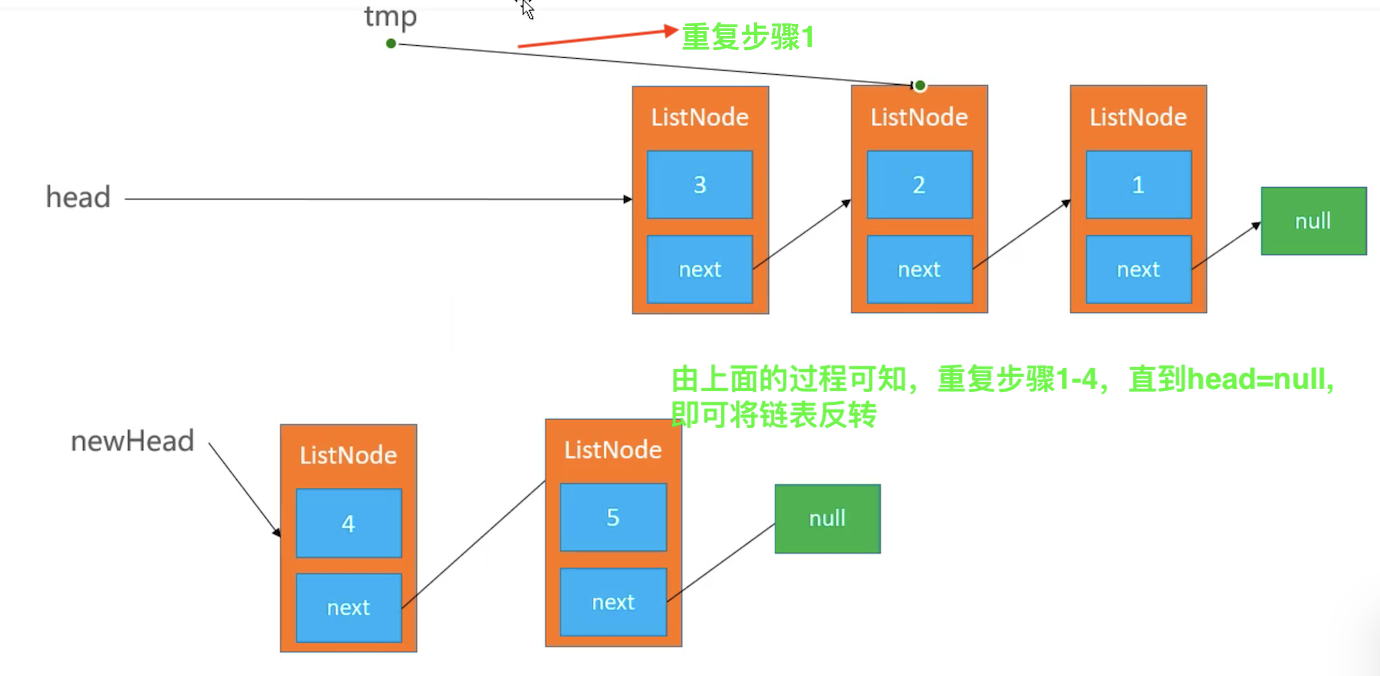 tmp
重复步骤1
ListNode
ListNode
ListNode
head
3
2
1
null
next
next
next
由上面的过程可知，重复步骤1-4，直到head=null,
即可将链表反转
newHead
ListNode
ListNode
4
5
null
next
next